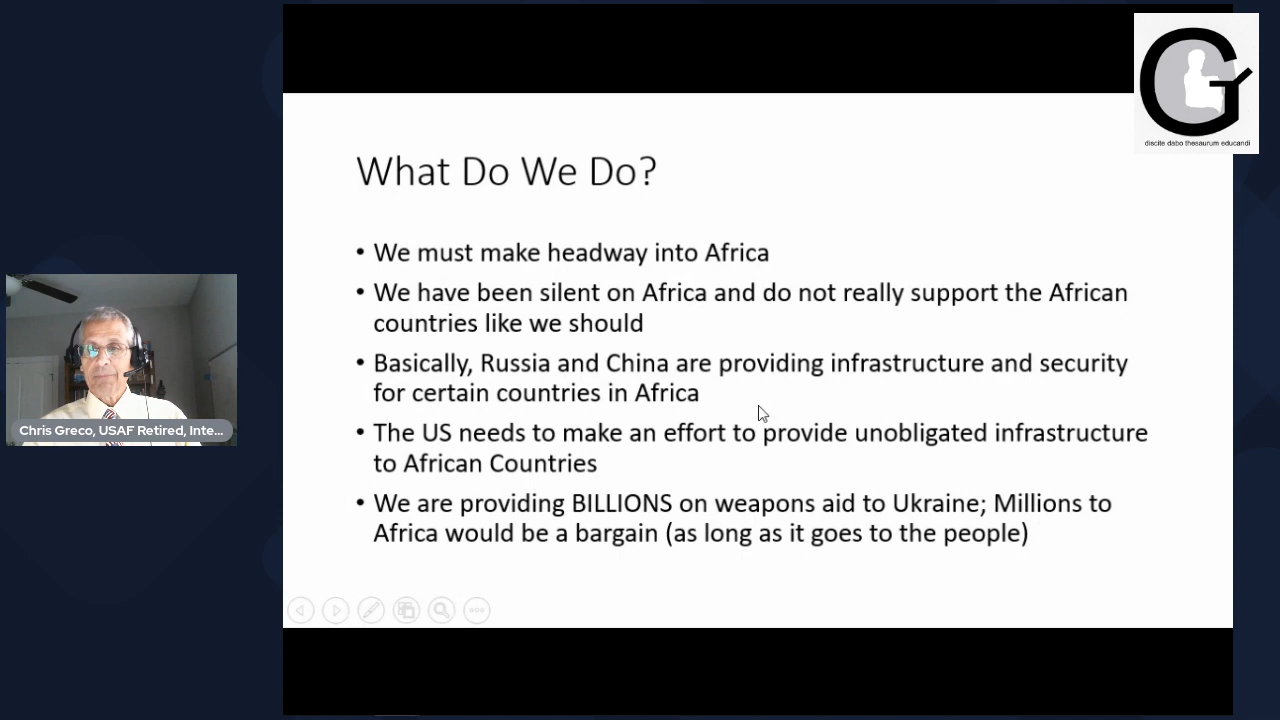 discite dabo thesaurum educandi
What Do We Do?
• We must make headway into Africa
• We have been silent on Africa and do not really support the African
countries like we should
• Basically, Russia and China are providing infrastructure and security
for certain countries in Africa
• The US needs to make an effort to provide unobligated infrastructure
to African Countries
• We are providing BILLIONS on weapons aid to Ukraine; Millions to
Africa would be a bargain (as long as it goes to the people)
Chris Greco, USAF Retired, Inte...